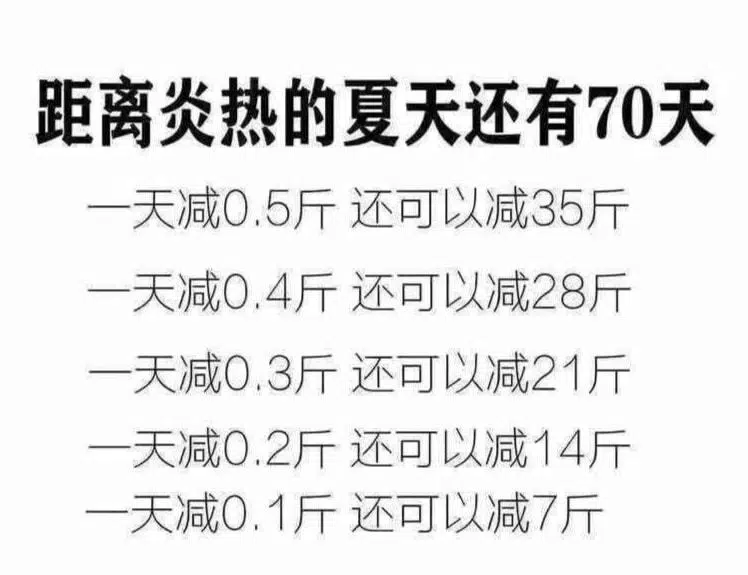 距离炎热的夏天还有70天
一天减0.5斤 还可以减35斤
一天减0.4斤 还可以减28斤
一天减0.3斤 还可以减21斤
一天减0.2斤 还可以减14斤
一天减0.1斤 还可以减7斤